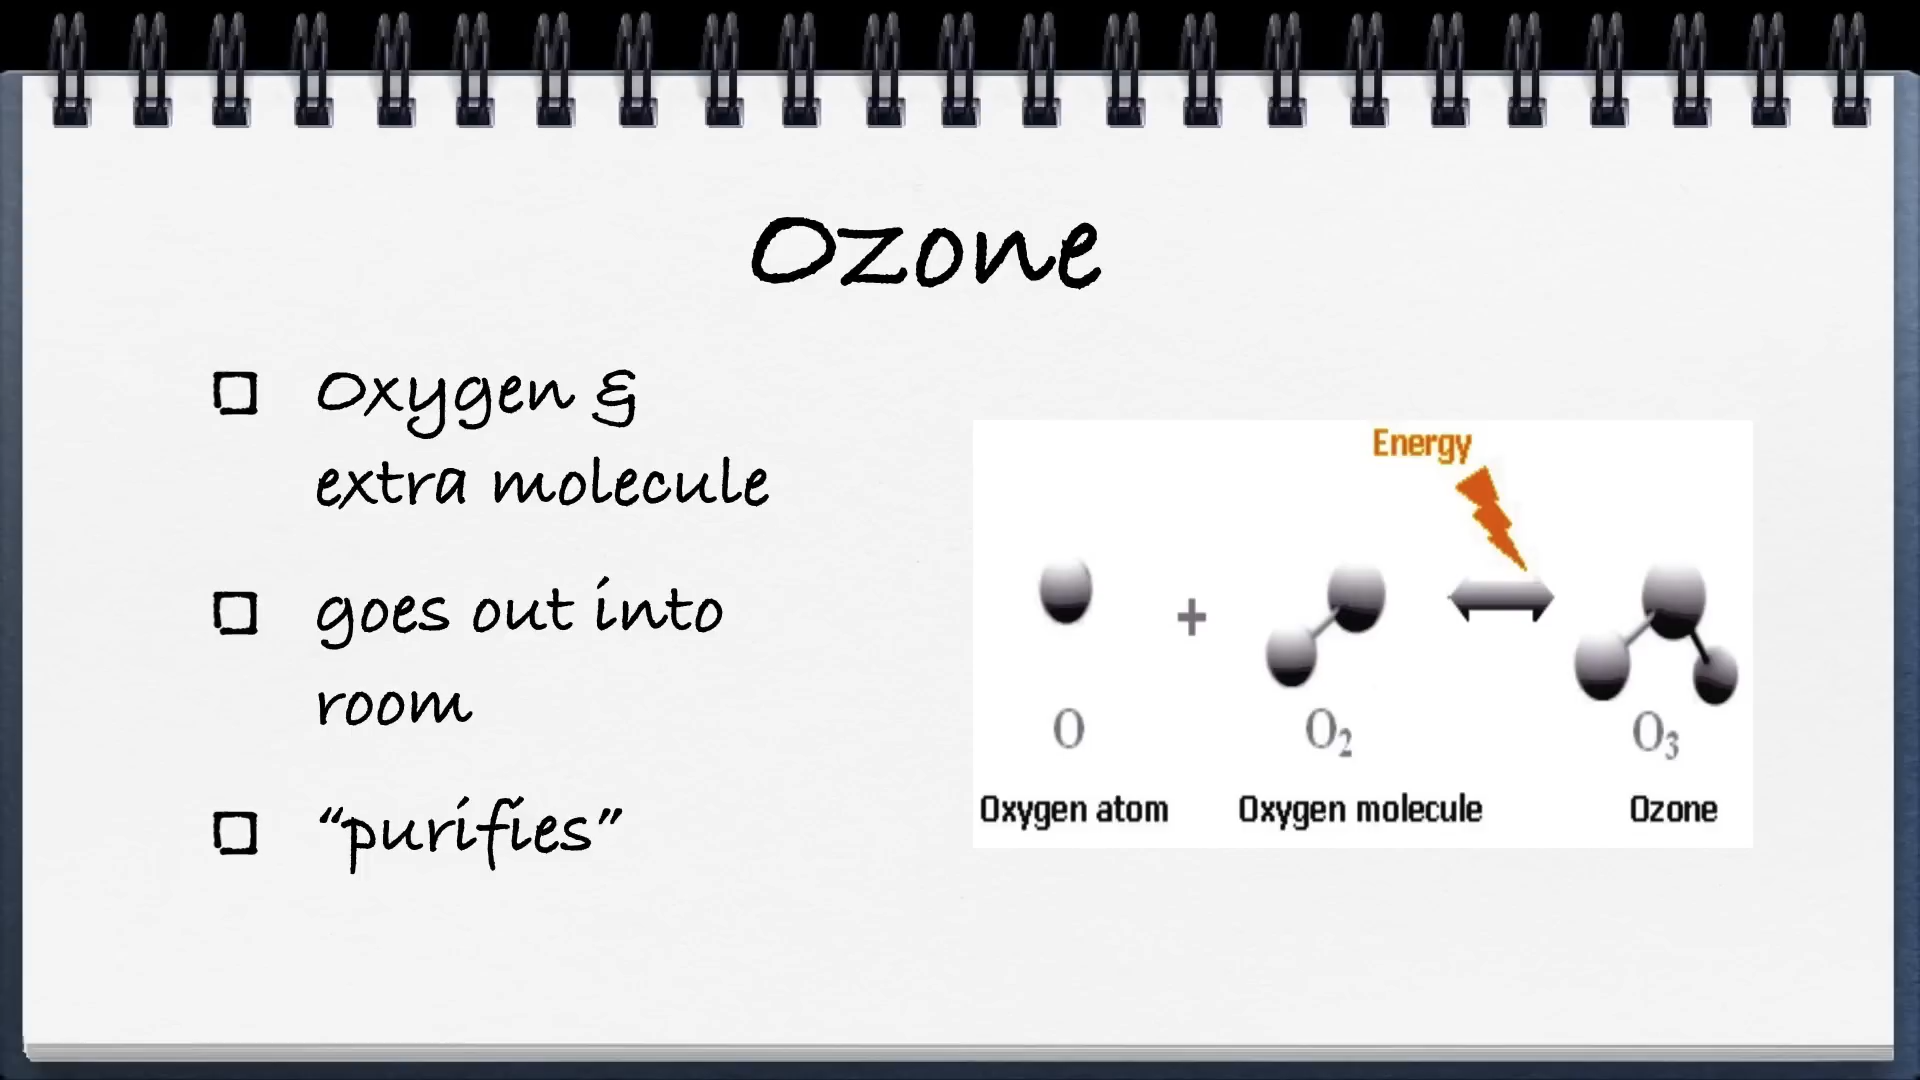 Ozone
Oxygen &
extra molecule
goes out into
room
“purifies”
Energy
+
O
O₂
O₃
Oxygen atom
Oxygen molecule
Ozone